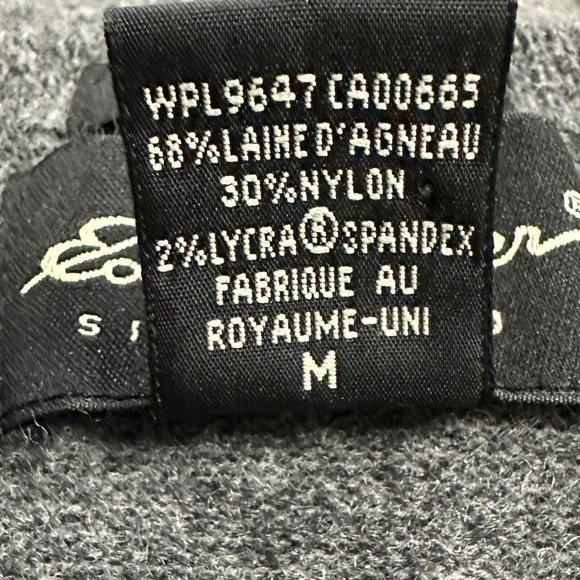 WPL9647 CA00665
68%LAINE D'AGNEAU
30%NYLON
2%LYCRA®SPANDEX
FABRIQUE AU
ROYAUME-UNI
M